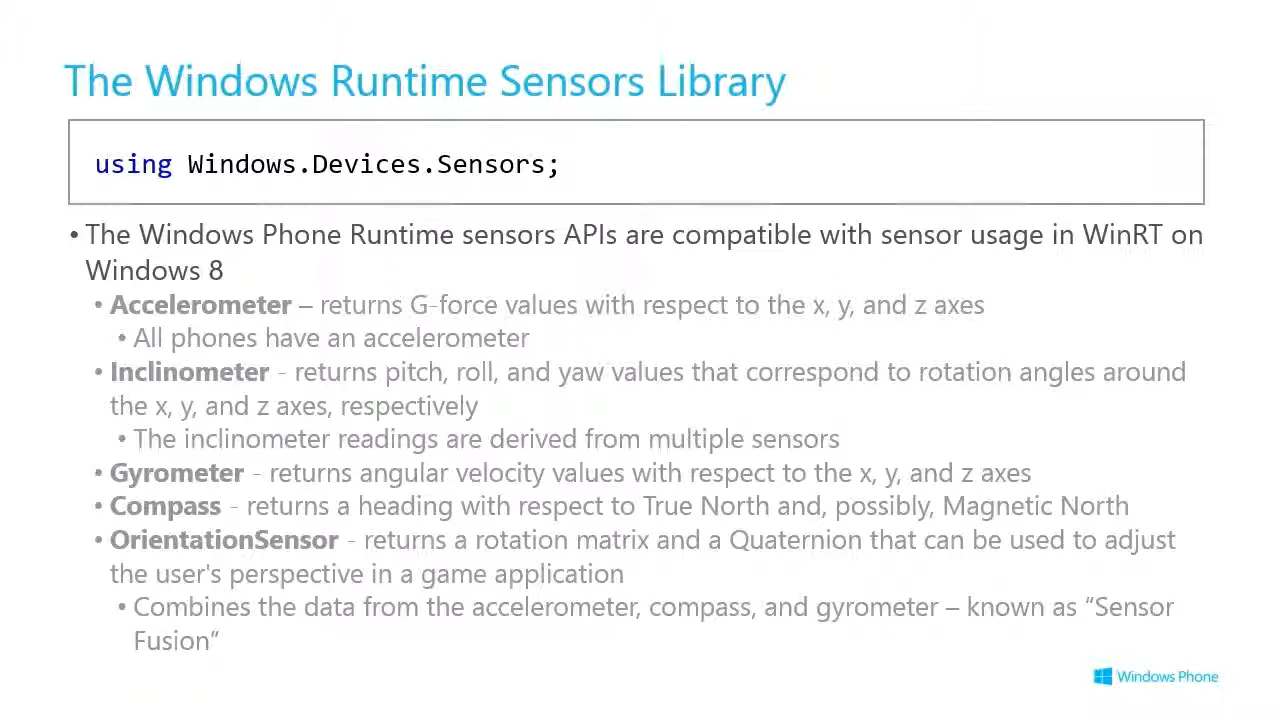 The Windows Runtime Sensors Library
using Windows.Devices.Sensors;
• The Windows Phone Runtime sensors APIs are compatible with sensor usage in WinRT on
Windows 8
• Accelerometer – returns G-force values with respect to the x, y, and z axes
• All phones have an accelerometer
• Inclinometer - returns pitch, roll, and yaw values that correspond to rotation angles around
the x, y, and z axes, respectively
• The inclinometer readings are derived from multiple sensors
• Gyrometer - returns angular velocity values with respect to the x, y, and z axes
• Compass - returns a heading with respect to True North and, possibly, Magnetic North
• OrientationSensor - returns a rotation matrix and a Quaternion that can be used to adjust
the user's perspective in a game application
• Combines the data from the accelerometer, compass, and gyrometer – known as “Sensor
Fusion”
Windows Phone